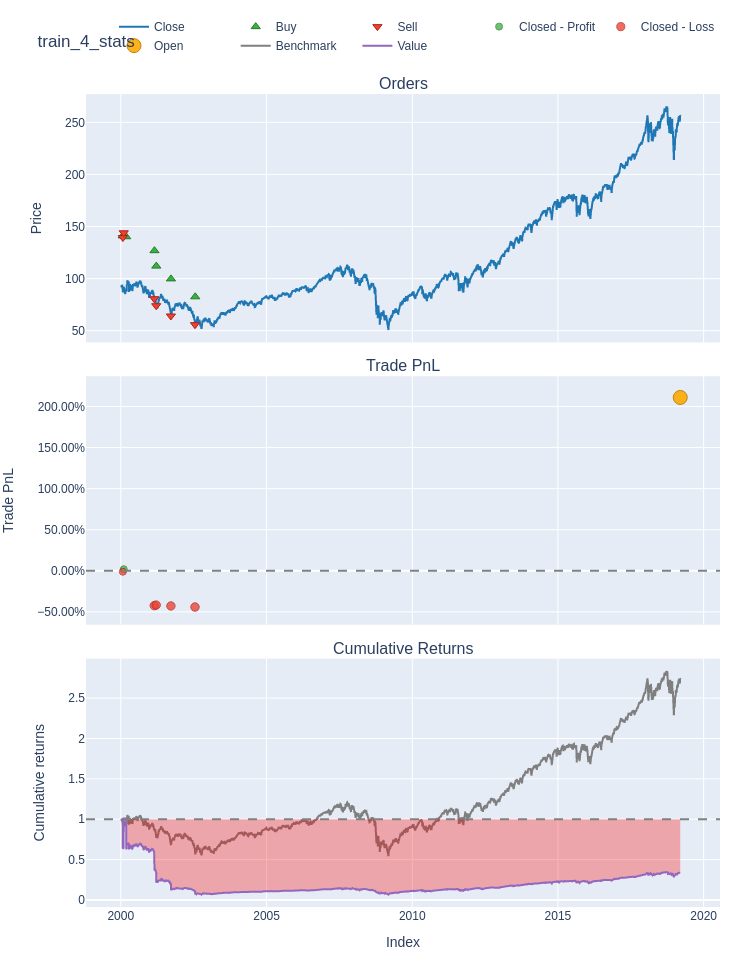 Close
Buy
Sell
Closed - Profit
Closed - Loss
train_4_stats
Open
Benchmark
Value
Orders
250
200
150
100
50
Price
Trade PnL
200.00%
150.00%
100.00%
50.00%
0.00%
−50.00%
Trade PnL
Cumulative Returns
2.5
2
1.5
1
0.5
0
Cumulative returns
2000
2005
2010
2015
2020
Index